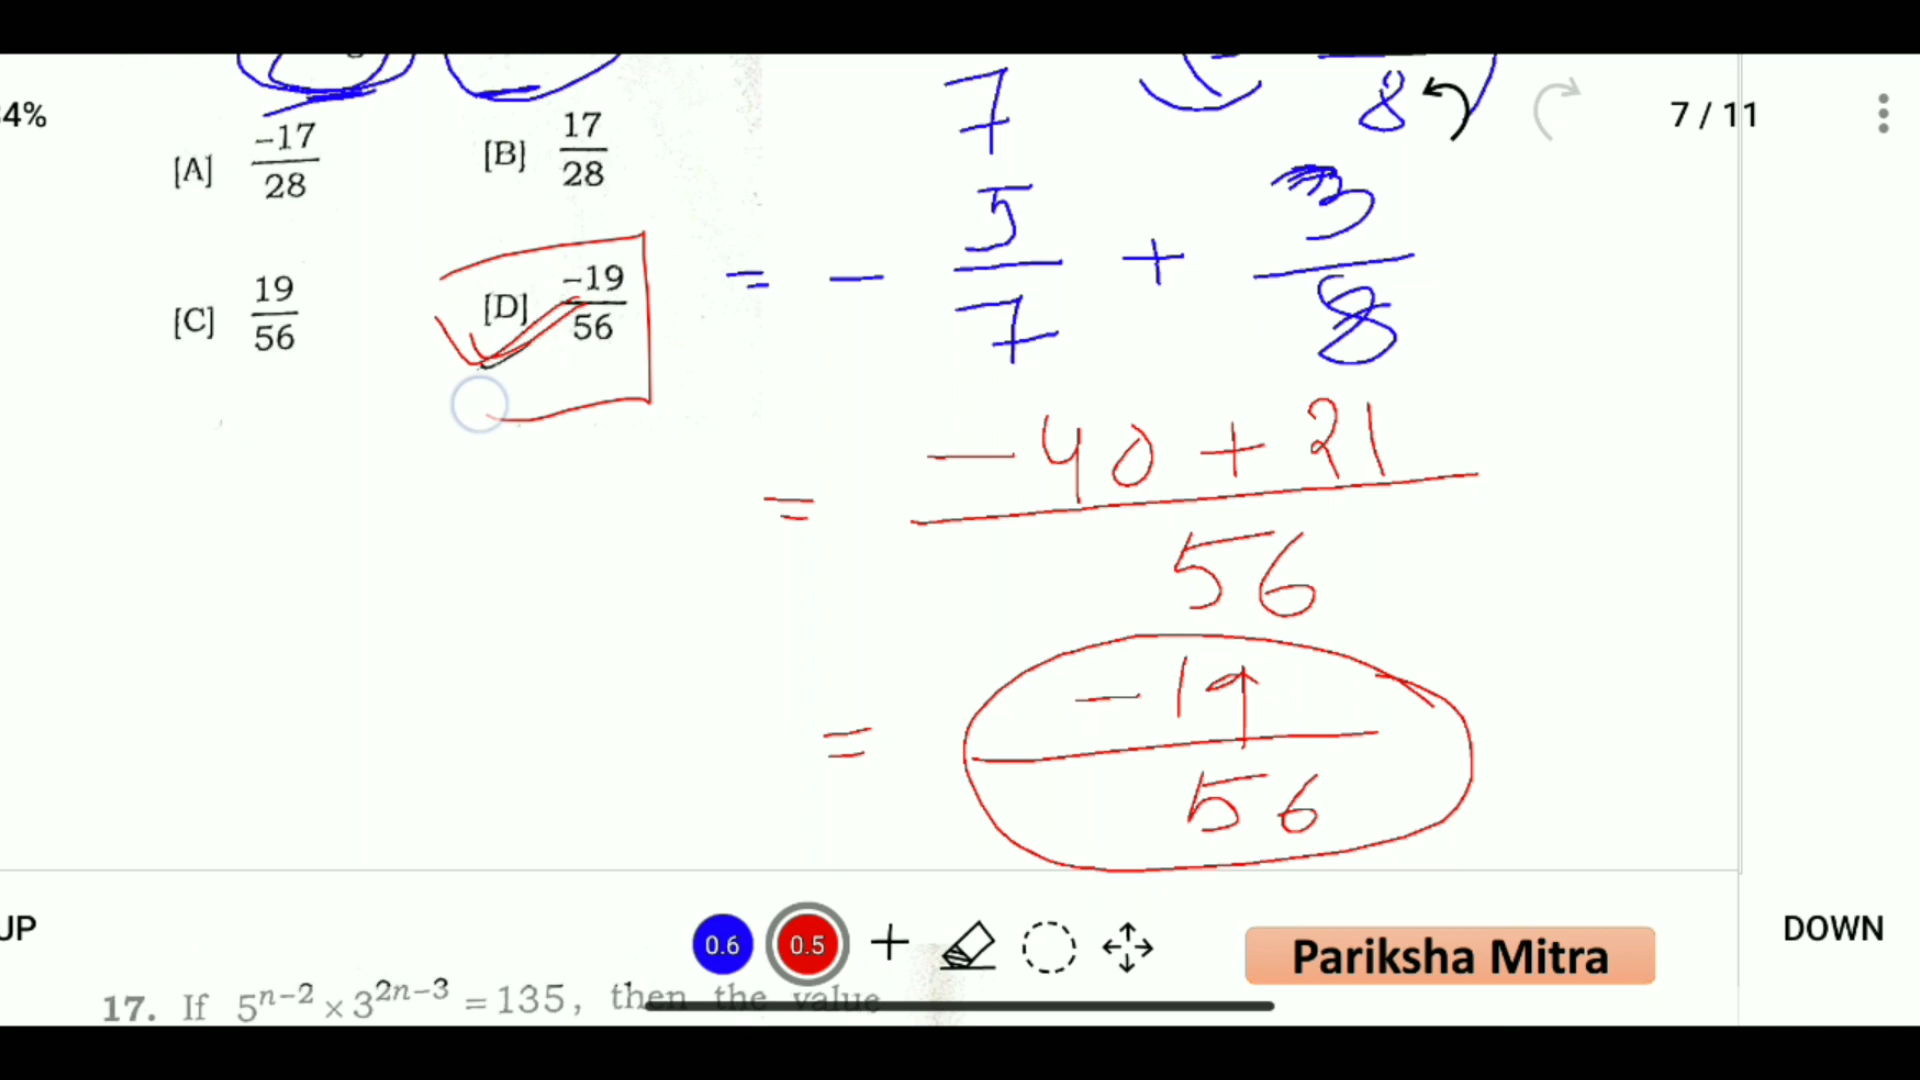 4%
7 / 11
[A] -17/28 [B] 17/28
[C] 19/56 [D] -19/56
7 8
= - 5/7 + 3/8
= -40 + 21 / 56
= -19/56
UP
DOWN
0.6 0.5
Pariksha Mitra
17. If 5^{n-2} × 3^{2n-3} = 135, then the value